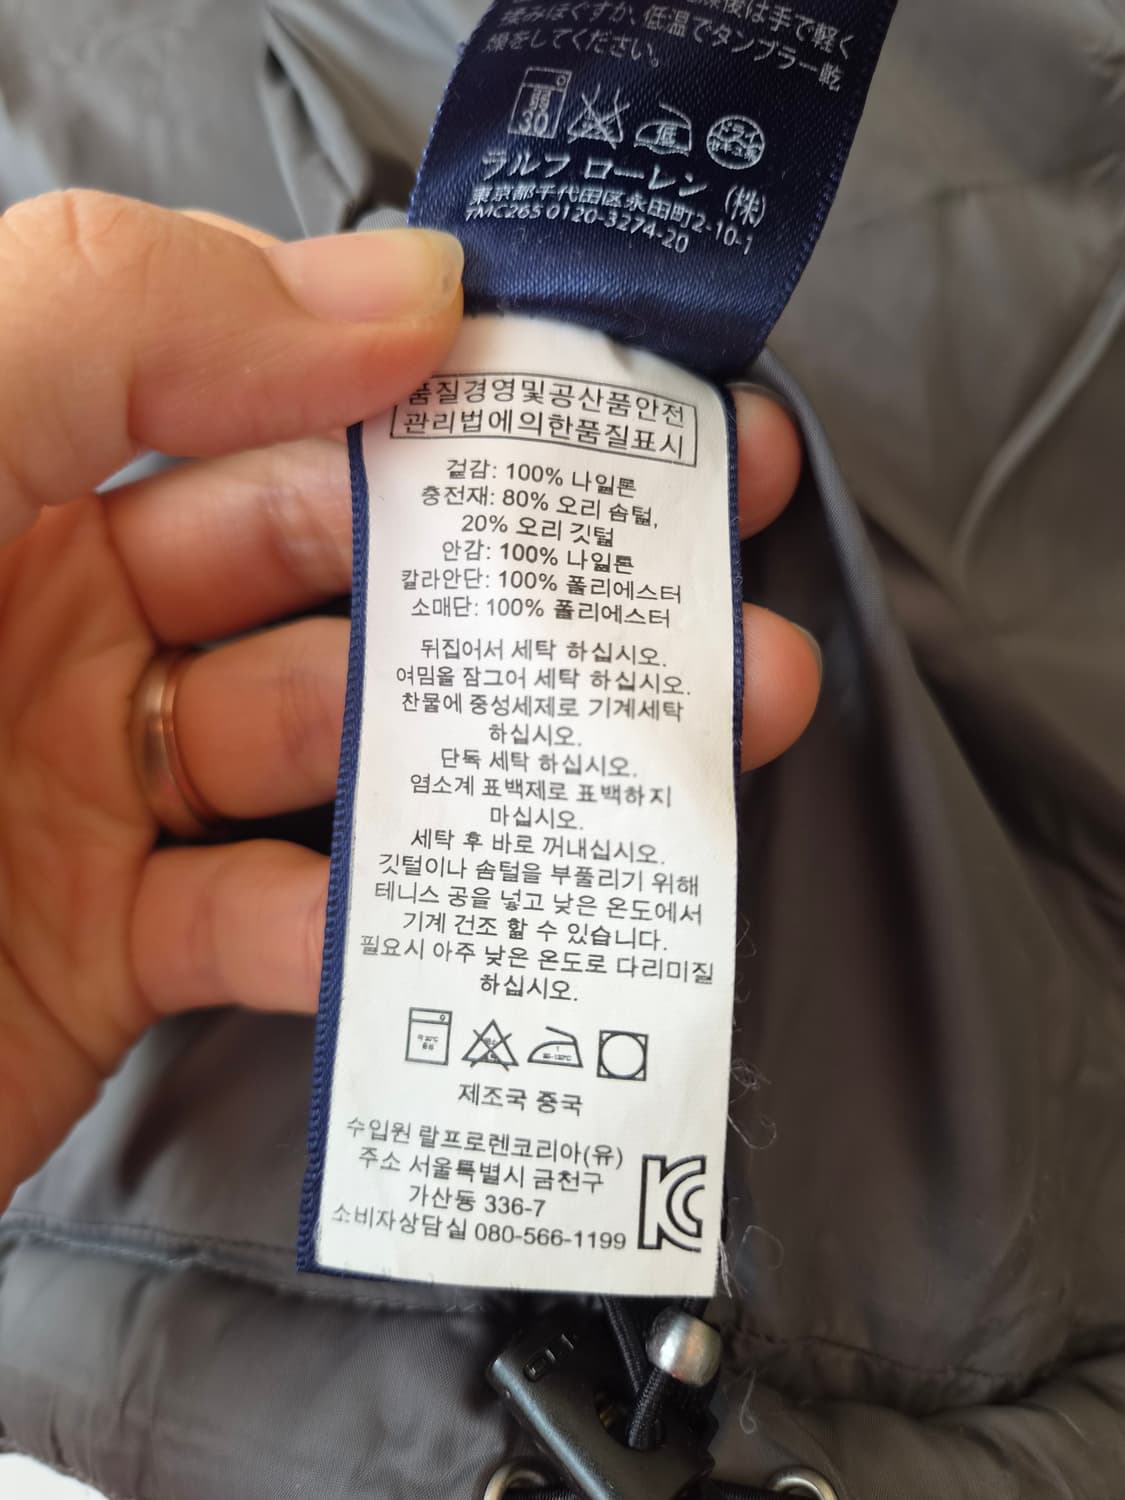 は手で軽く
揉みほぐすか、低温でタンブラー乾
燥をしてください。
弱
30
低
ラルフ ローレン (株)
東京都千代田区永田町2-10-1
7MC265 0120-3274-20
품질경영및공산품안전
관리법에의한품질표시
겉감: 100% 나일론
충전재: 80% 오리 솜털,
20% 오리 깃털
안감: 100% 나일론
칼라안단: 100% 폴리에스터
소매단: 100% 폴리에스터
뒤집어서 세탁 하십시오.
여밈을 잠그어 세탁 하십시오.
찬물에 중성세제로 기계세탁
하십시오.
단독 세탁 하십시오.
염소계 표백제로 표백하지
마십시오.
세탁 후 바로 꺼내십시오.
깃털이나 솜털을 부풀리기 위해
테니스 공을 넣고 낮은 온도에서
기계 건조 할 수 있습니다.
필요시 아주 낮은 온도로 다리미질
하십시오.
제조국 중국
수입원 랄프로렌코리아(유)
주소 서울특별시 금천구
가산동 336-7
소비자상담실 080-566-1199
KC